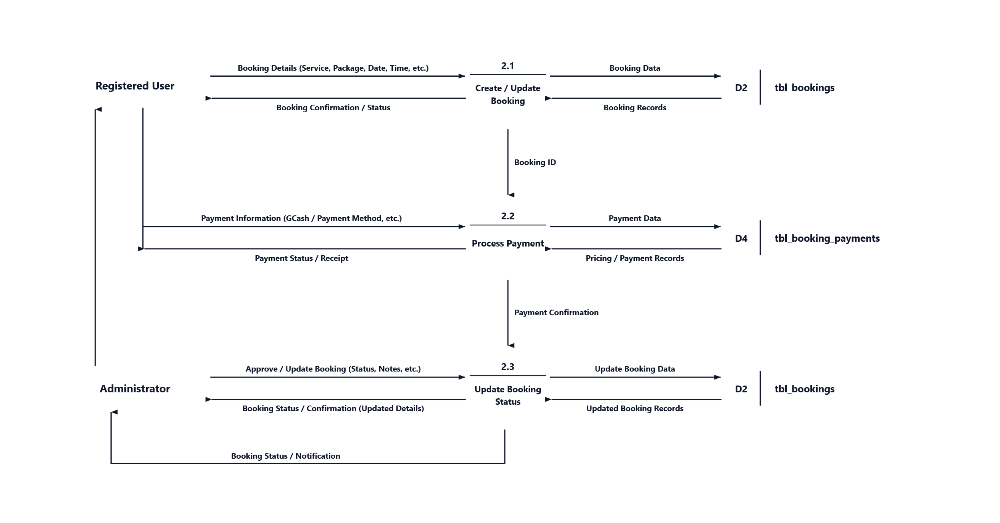 Booking Details (Service, Package, Date, Time, etc.)
2.1
Booking Data
Registered User
Create / Update
Booking
D2
tbl_bookings
Booking Confirmation / Status
Booking Records
Booking ID
Payment Information (GCash / Payment Method, etc.)
2.2
Payment Data
Process Payment
D4
tbl_booking_payments
Payment Status / Receipt
Pricing / Payment Records
Payment Confirmation
Approve / Update Booking (Status, Notes, etc.)
2.3
Update Booking Data
Administrator
Update Booking
Status
D2
tbl_bookings
Booking Status / Confirmation (Updated Details)
Updated Booking Records
Booking Status / Notification